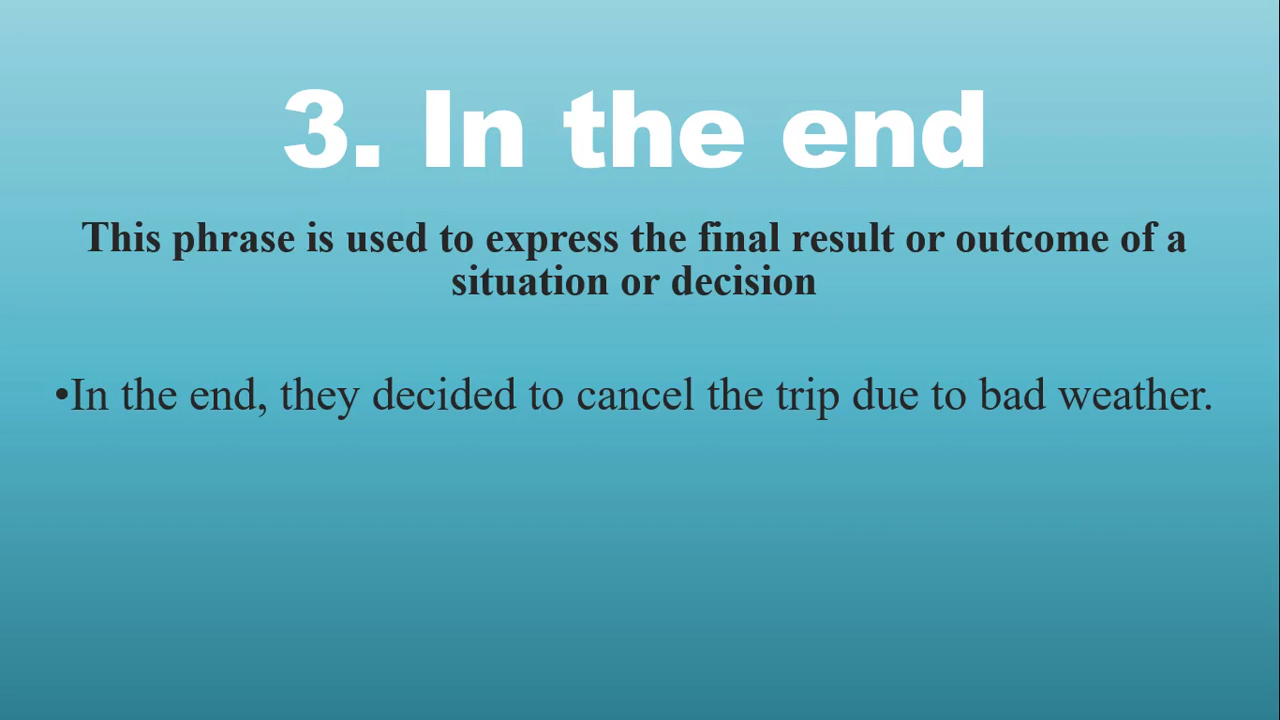 3. In the end
This phrase is used to express the final result or outcome of a
situation or decision
•In the end, they decided to cancel the trip due to bad weather.